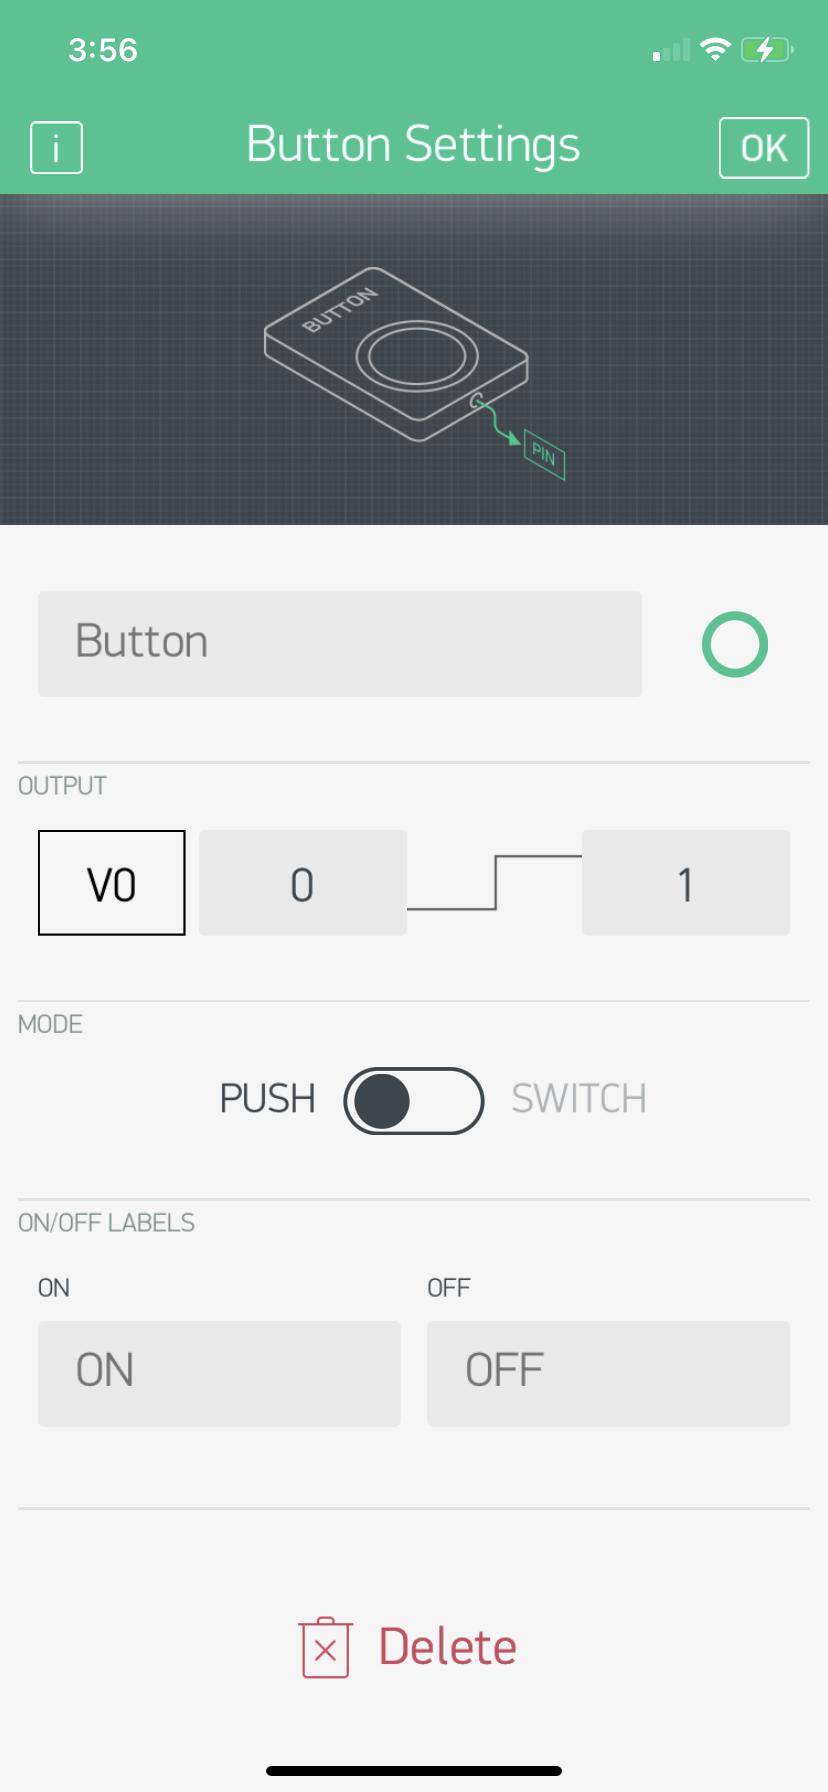 3:56
i
Button Settings
OK
BUTTON
PIN
Button
OUTPUT
V0 0 1
MODE
PUSH SWITCH
ON/OFF LABELS
ON OFF
ON OFF
Delete